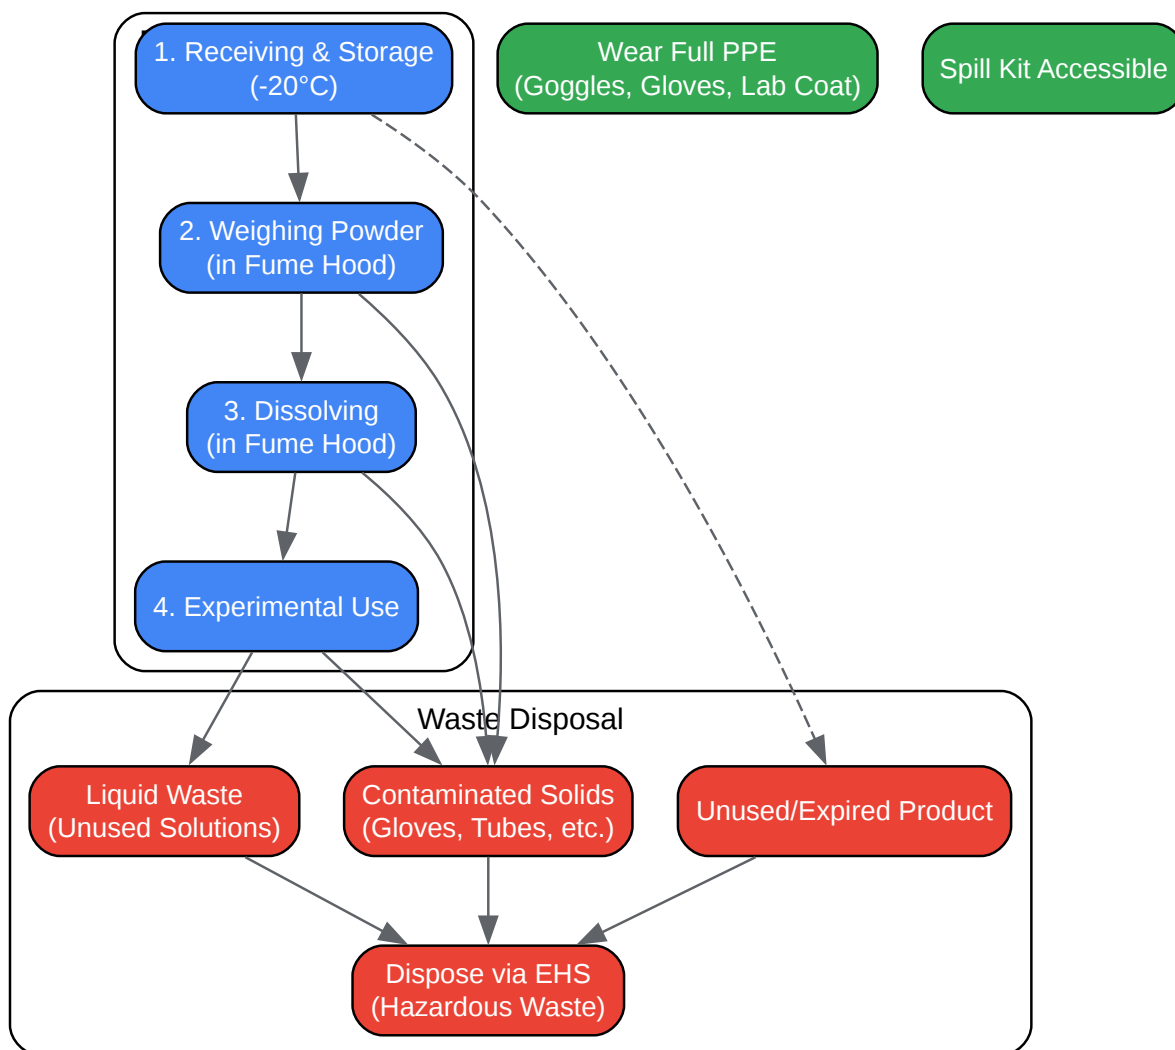 1. Receiving & Storage
(-20°C)
Wear Full PPE
(Goggles, Gloves, Lab Coat)
Spill Kit Accessible
2. Weighing Powder
(in Fume Hood)
3. Dissolving
(in Fume Hood)
4. Experimental Use
Waste Disposal
Liquid Waste
(Unused Solutions)
Contaminated Solids
(Gloves, Tubes, etc.)
Unused/Expired Product
Dispose via EHS
(Hazardous Waste)